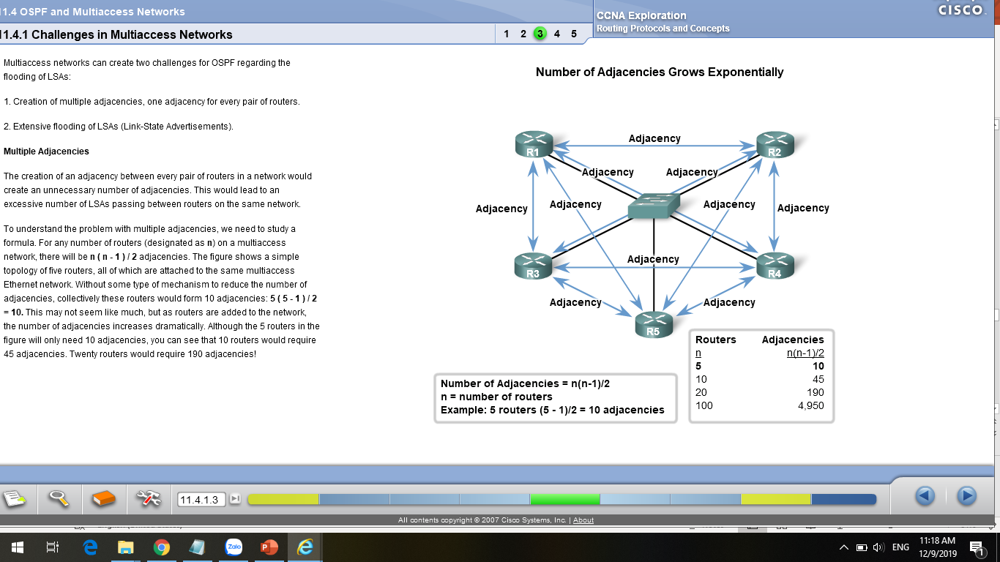 11.4 OSPF and Multiaccess Networks
CCNA Exploration
Routing Protocols and Concepts
CISCO
11.4.1 Challenges in Multiaccess Networks
1 2 3 4 5
Multiaccess networks can create two challenges for OSPF regarding the
flooding of LSAs:
1. Creation of multiple adjacencies, one adjacency for every pair of routers.
2. Extensive flooding of LSAs (Link-State Advertisements).
Multiple Adjacencies
The creation of an adjacency between every pair of routers in a network would
create an unnecessary number of adjacencies. This would lead to an
excessive number of LSAs passing between routers on the same network.
To understand the problem with multiple adjacencies, we need to study a
formula. For any number of routers (designated as n) on a multiaccess
network, there will be n ( n - 1 ) / 2 adjacencies. The figure shows a simple
topology of five routers, all of which are attached to the same multiaccess
Ethernet network. Without some type of mechanism to reduce the number of
adjacencies, collectively these routers would form 10 adjacencies: 5 ( 5 - 1 ) / 2
= 10. This may not seem like much, but as routers are added to the network,
the number of adjacencies increases dramatically. Although the 5 routers in the
figure will only need 10 adjacencies, you can see that 10 routers would require
45 adjacencies. Twenty routers would require 190 adjacencies!
Number of Adjacencies Grows Exponentially
Adjacency
R1
R2
Adjacency
Adjacency
Adjacency
Adjacency
Adjacency
Adjacency
Adjacency
R3
R4
Adjacency
Adjacency
R5
Routers Adjacencies
n n(n-1)/2
5 10
10 45
20 190
100 4,950
Number of Adjacencies = n(n-1)/2
n = number of routers
Example: 5 routers (5 - 1)/2 = 10 adjacencies
11.4.1.3
All contents copyright © 2007 Cisco Systems, Inc. | About
Zalo
ENG
11:18 AM
12/9/2019
1